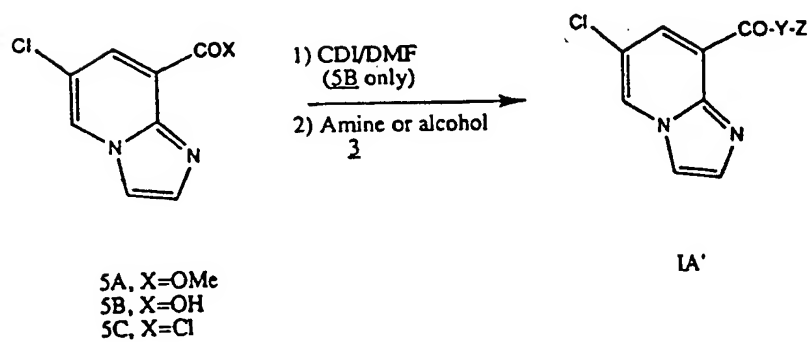 Cl
COX
N
N
1) CDI/DMF
(5B only)
2) Amine or alcohol
3
Cl
CO-Y-Z
N
N
5A, X=OMe
5B, X=OH
5C, X=Cl
IA'